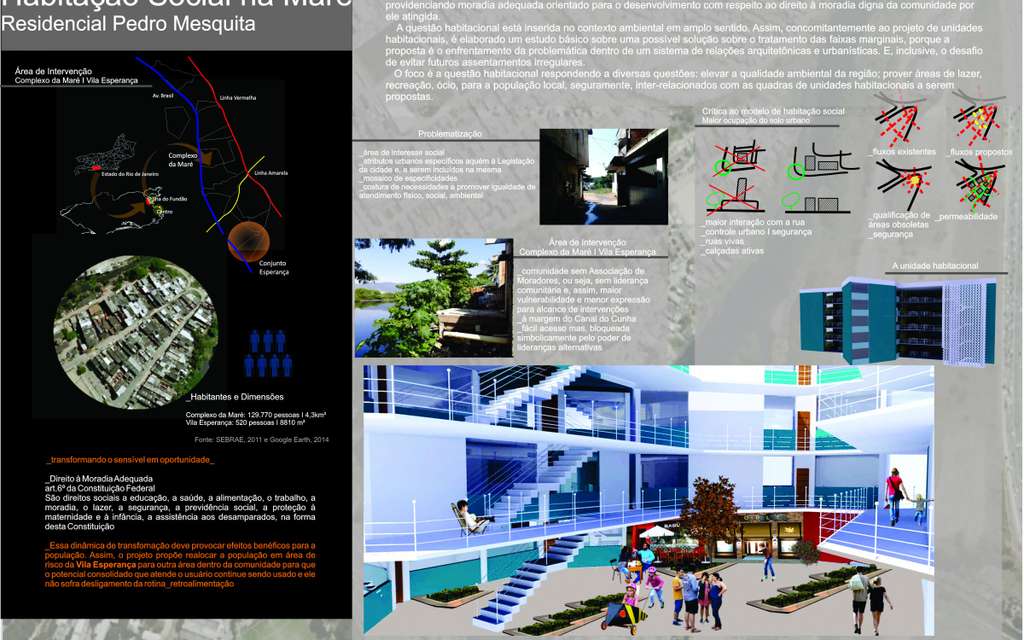 Habitação Social na Maré
Residencial Pedro Mesquita
Área de Intervenção
Complexo da Maré I Vila Esperança
Av. Brasil
Linha Vermelha
Complexo
da Maré
Linha Amarela
Estado do Rio de Janeiro
Ilha do Fundão
Centro
Conjunto
Esperança
_Habitantes e Dimensões
Complexo da Maré: 129.770 pessoas I 4,3km²
Vila Esperança: 520 pessoas I 8810 m²
Fonte: SEBRAE, 2011 e Google Earth, 2014
_transformando o sensível em oportunidade_
_Direito à Moradia Adequada
art.6º da Constituição Federal
São direitos sociais a educação, a saúde, a alimentação, o trabalho, a
moradia, o lazer, a segurança, a previdência social, a proteção à
maternidade e à infância, a assistência aos desamparados, na forma
desta Constituição
_Essa dinâmica de transformação deve provocar efeitos benéficos para a
população. Assim, o projeto propõe realocar a população em área de
risco da Vila Esperança para outra área dentro da comunidade para que
o potencial consolidado que atende o usuário continue sendo usado e ele
não sofra desligamento da rotina_retroalimentação
providenciando moradia adequada orientado para o desenvolvimento com respeito ao direito à moradia digna da comunidade por
ele atingida.
A questão habitacional está inserida no contexto ambiental em amplo sentido. Assim, concomitantemente ao projeto de unidades
habitacionais, é elaborado um estudo básico sobre uma possível solução sobre o tratamento das faixas marginais, porque a
proposta é o enfrentamento da problemática dentro de um sistema de relações arquitetônicas e urbanísticas. E, inclusive, o desafio
de evitar futuros assentamentos irregulares.
O foco é a questão habitacional respondendo a diversas questões: elevar a qualidade ambiental da região; prover áreas de lazer,
recreação, ócio, para a população local, seguramente, inter-relacionados com as quadras de unidades habitacionais a serem
propostas.
Problematização
_área de interesse social
_atributos urbanos específicos aquém à Legislação
da cidade e, a serem incluídos na mesma
_mosaico de especificidades
_costura de necessidades a promover igualdade de
atendimento físico, social, ambiental
Área de Intervenção
Complexo da Maré I Vila Esperança
_comunidade sem Associação de
Moradores, ou seja, sem liderança
comunitária e, assim, maior
vulnerabilidade e menor expressão
para alcance de intervenções
_à margem do Canal do Cunha
_fácil acesso mas, bloqueada
simbolicamente pelo poder de
lideranças alternativas
Crítica ao modelo de habitação social
Maior ocupação do solo urbano
_maior interação com a rua
_controle urbano I segurança
_ruas vivas
_calçadas ativas
_fluxos existentes
_fluxos propostos
_qualificação de
áreas obsoletas
_segurança
_permeabilidade
A unidade habitacional